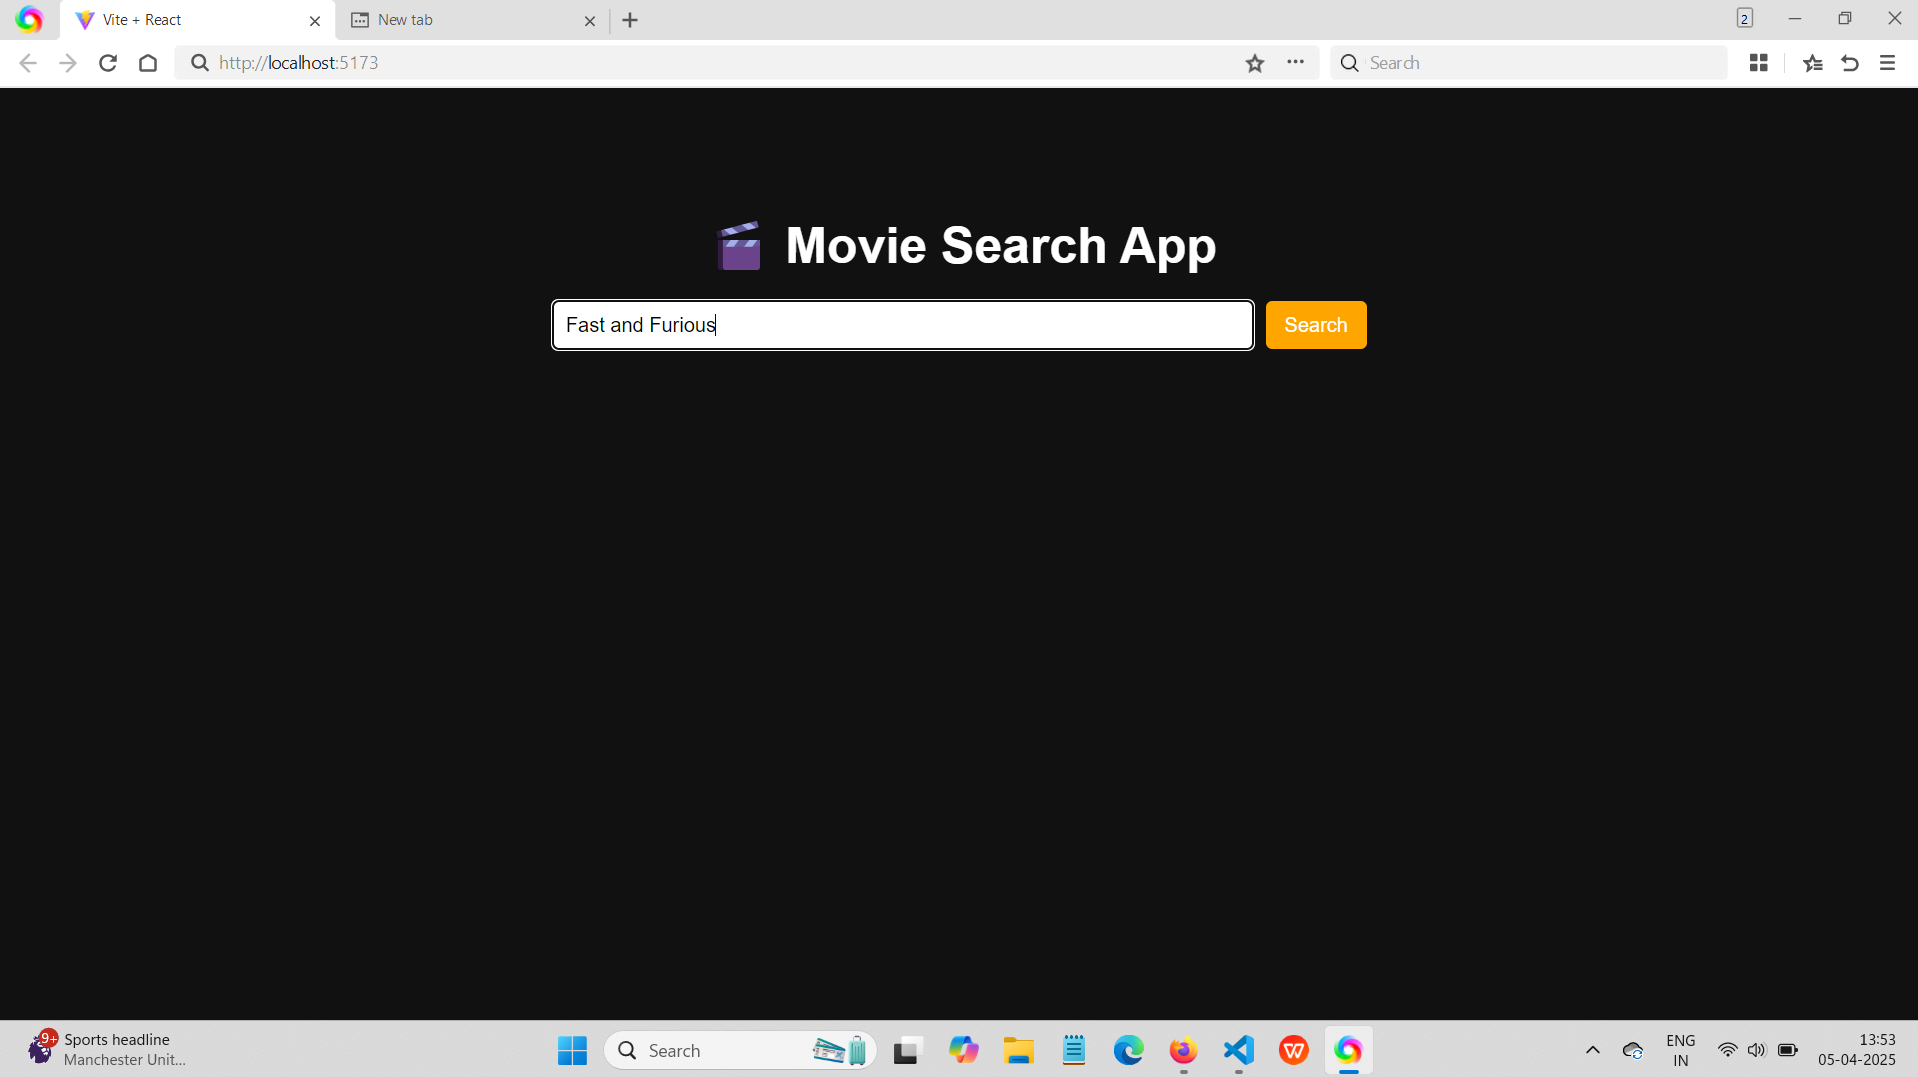 Vite + React
New tab
2
http://localhost:5173
Search
Movie Search App
Fast and Furious
Search
9+
Sports headline
Manchester Unit...
Search
ENG
IN
13:53
05-04-2025